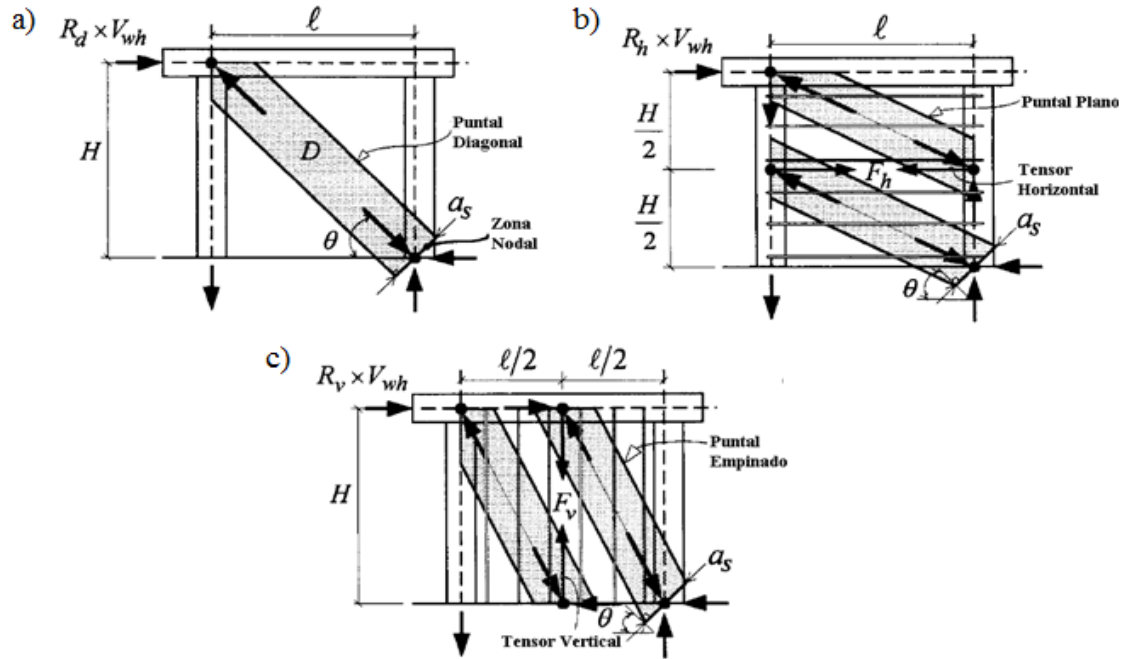 a)
R_d × V_wh
ℓ
H
D
Puntal
Diagonal
a_s
θ
Zona
Nodal
b)
R_h × V_wh
ℓ
H/2
H/2
Puntal Plano
F_h
Tensor
Horizontal
a_s
θ
c)
R_v × V_wh
ℓ/2
ℓ/2
H
Puntal
Empinado
F_v
a_s
θ
Tensor Vertical